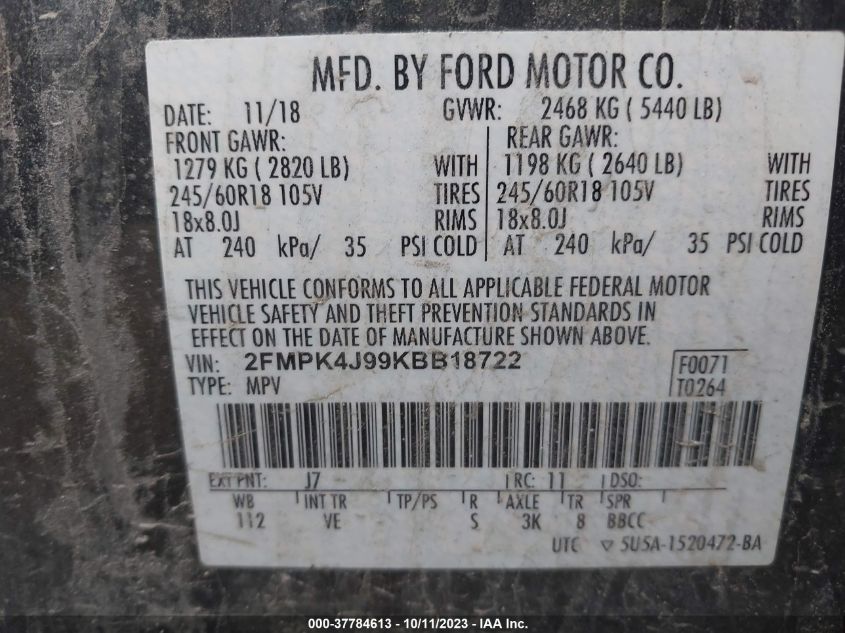 MFD. BY FORD MOTOR CO.
DATE: 11/18 GVWR: 2468 KG ( 5440 LB)
FRONT GAWR: REAR GAWR:
1279 KG ( 2820 LB) WITH 1198 KG ( 2640 LB) WITH
245/60R18 105V TIRES 245/60R18 105V TIRES
18x8.0J RIMS 18x8.0J RIMS
AT 240 kPa/ 35 PSI COLD AT 240 kPa/ 35 PSI COLD
THIS VEHICLE CONFORMS TO ALL APPLICABLE FEDERAL MOTOR
VEHICLE SAFETY AND THEFT PREVENTION STANDARDS IN
EFFECT ON THE DATE OF MANUFACTURE SHOWN ABOVE.
VIN: 2FMPK4J99KBB18722 F0071
TYPE: MPV T0264
EXT PNT: J7 RC: 11 DSO:
WB INT TR TP/PS R AXLE TR SPR
112 VE S 3K 8 BBCC
UTC ▽ 5U5A-1520472-BA
000-37784613 - 10/11/2023 - IAA Inc.